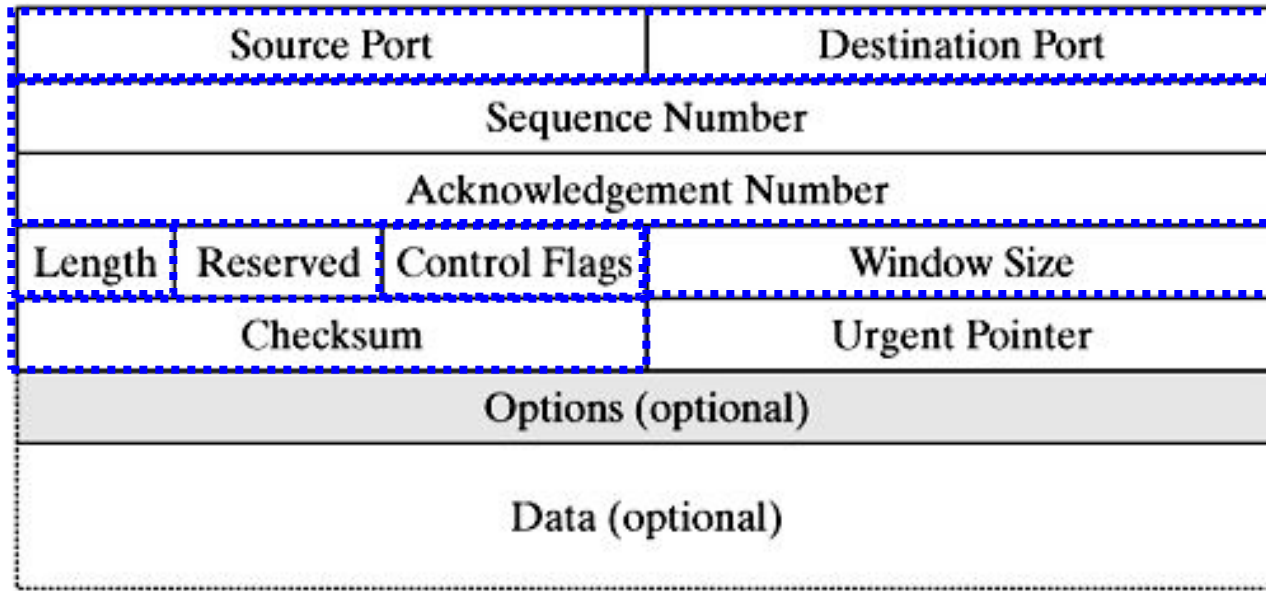 Source Port Destination Port
Sequence Number
Acknowledgement Number
Length Reserved Control Flags Window Size
Checksum Urgent Pointer
Options (optional)
Data (optional)